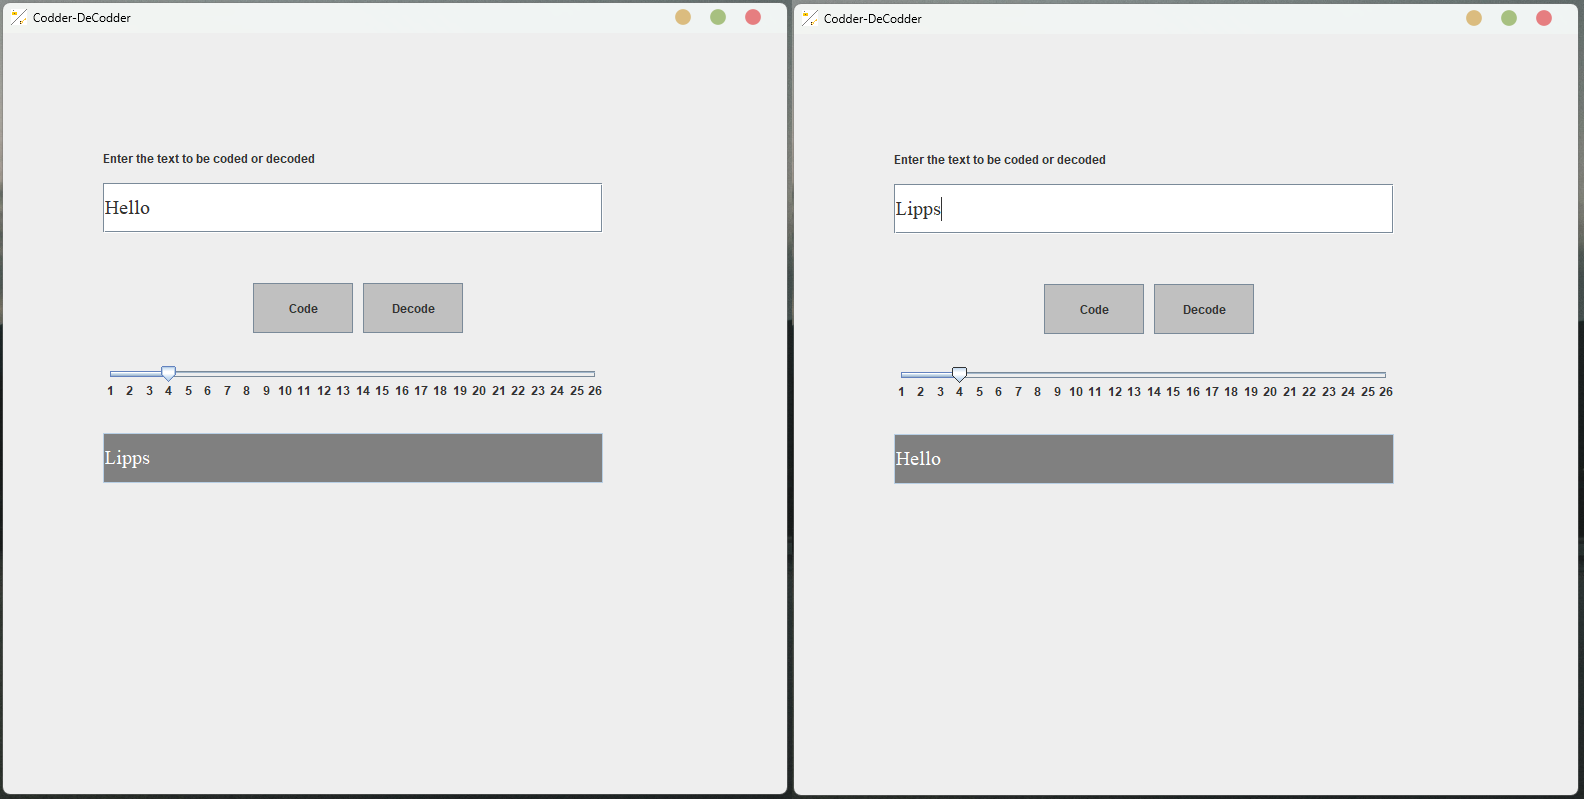 Codder-DeCodder
Enter the text to be coded or decoded
Hello
Code Decode
1 2 3 4 5 6 7 8 9 10 11 12 13 14 15 16 17 18 19 20 21 22 23 24 25 26
Lipps
Codder-DeCodder
Enter the text to be coded or decoded
Lipps
Code Decode
1 2 3 4 5 6 7 8 9 10 11 12 13 14 15 16 17 18 19 20 21 22 23 24 25 26
Hello